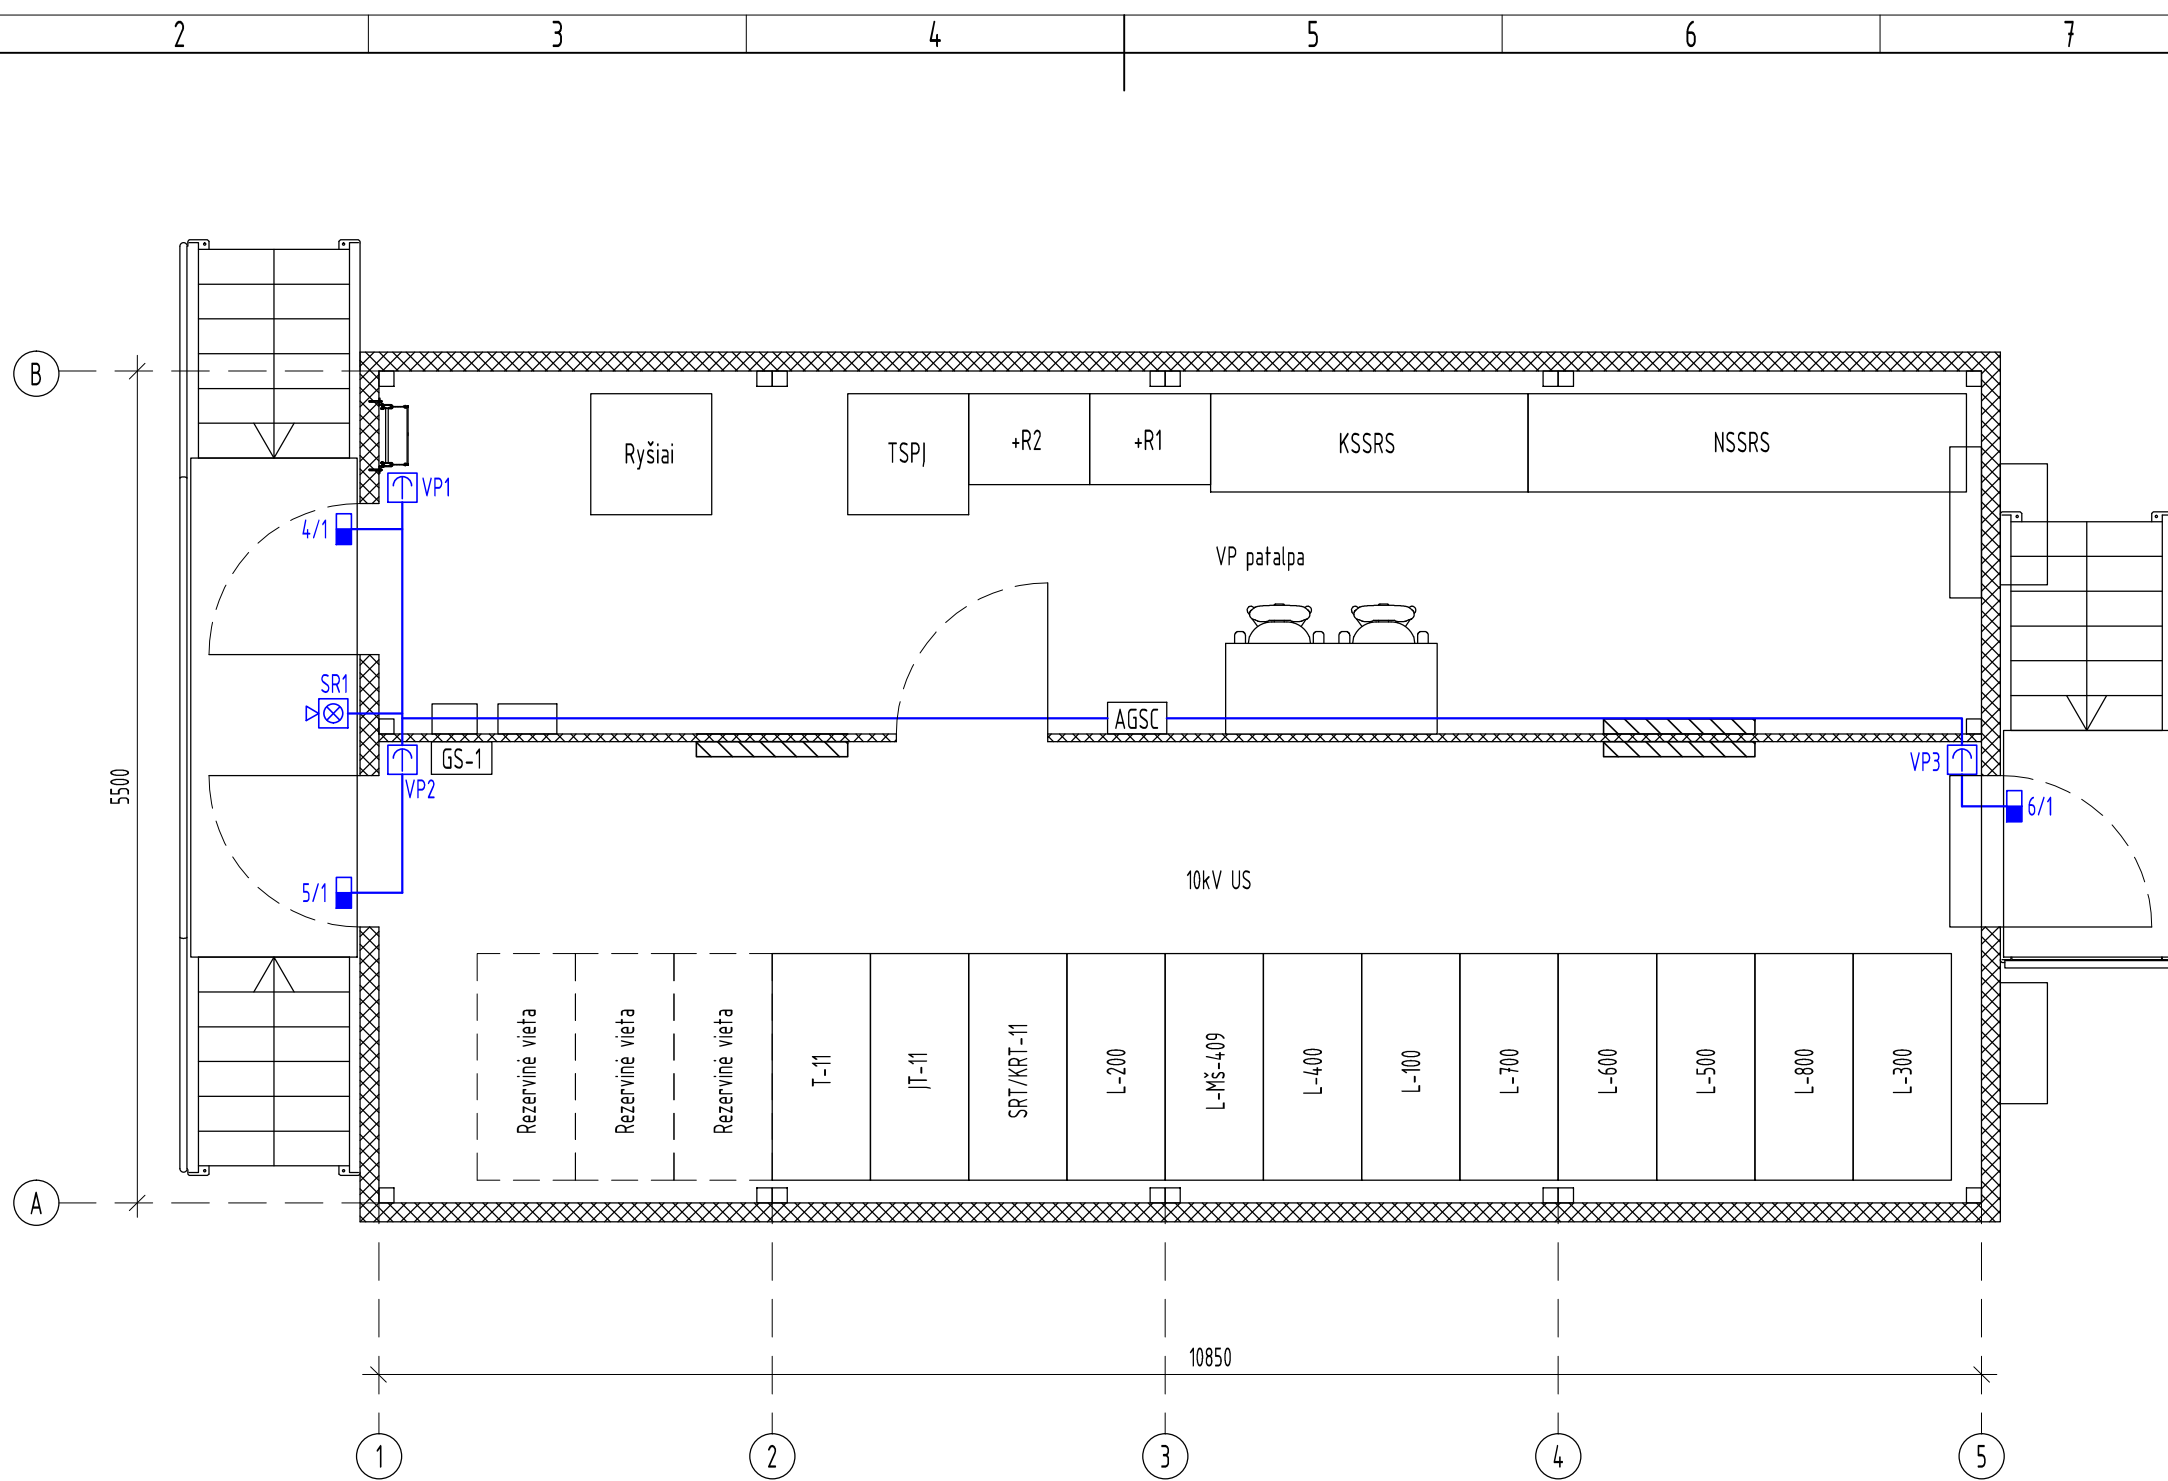 2 3 4 5 6 7
B
Ryšiai
TSPĮ
+R2
+R1
KSSRS
NSSRS
VP1
4/1
VP patalpa
SR1
AGSC
GS-1
VP2
VP3
5500
6/1
5/1
10kV US
Rezervinė vieta
Rezervinė vieta
Rezervinė vieta
T-11
ĮT-11
SRT/KRT-11
L-200
L-Mš-409
L-400
L-100
L-700
L-600
L-500
L-800
L-300
A
10850
1 2 3 4 5